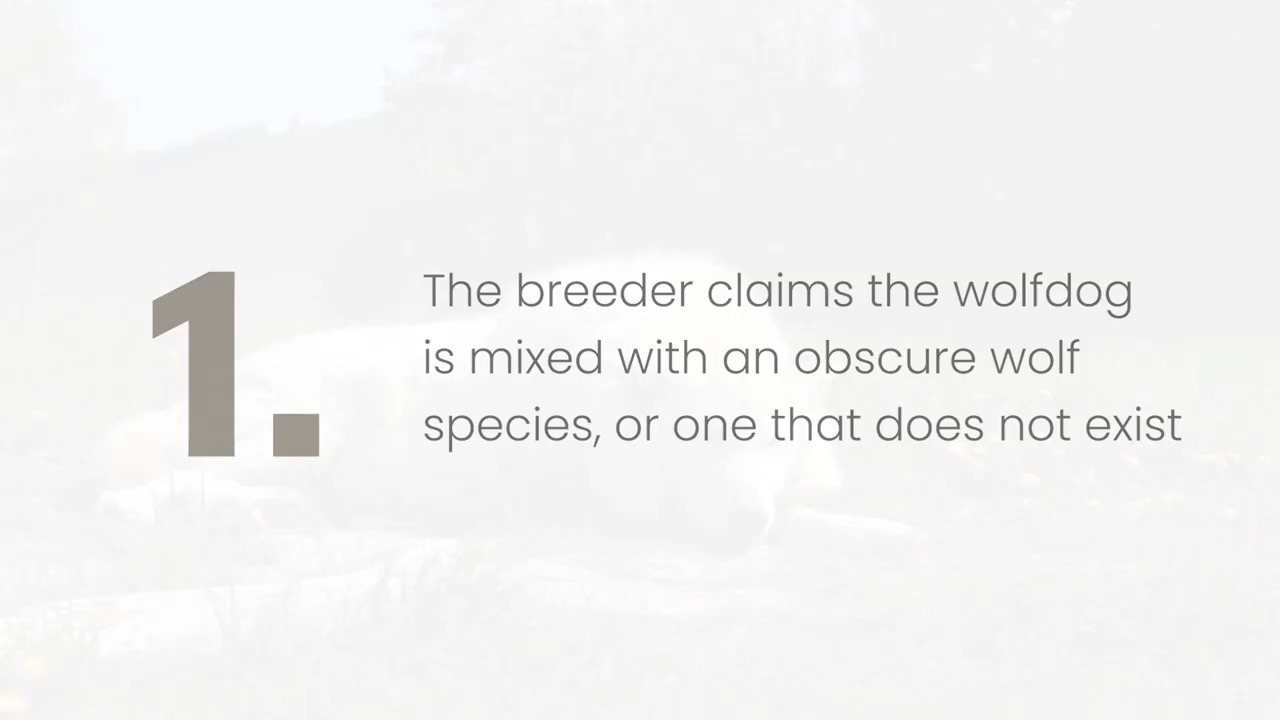 1.
The breeder claims the wolfdog
is mixed with an obscure wolf
species, or one that does not exist